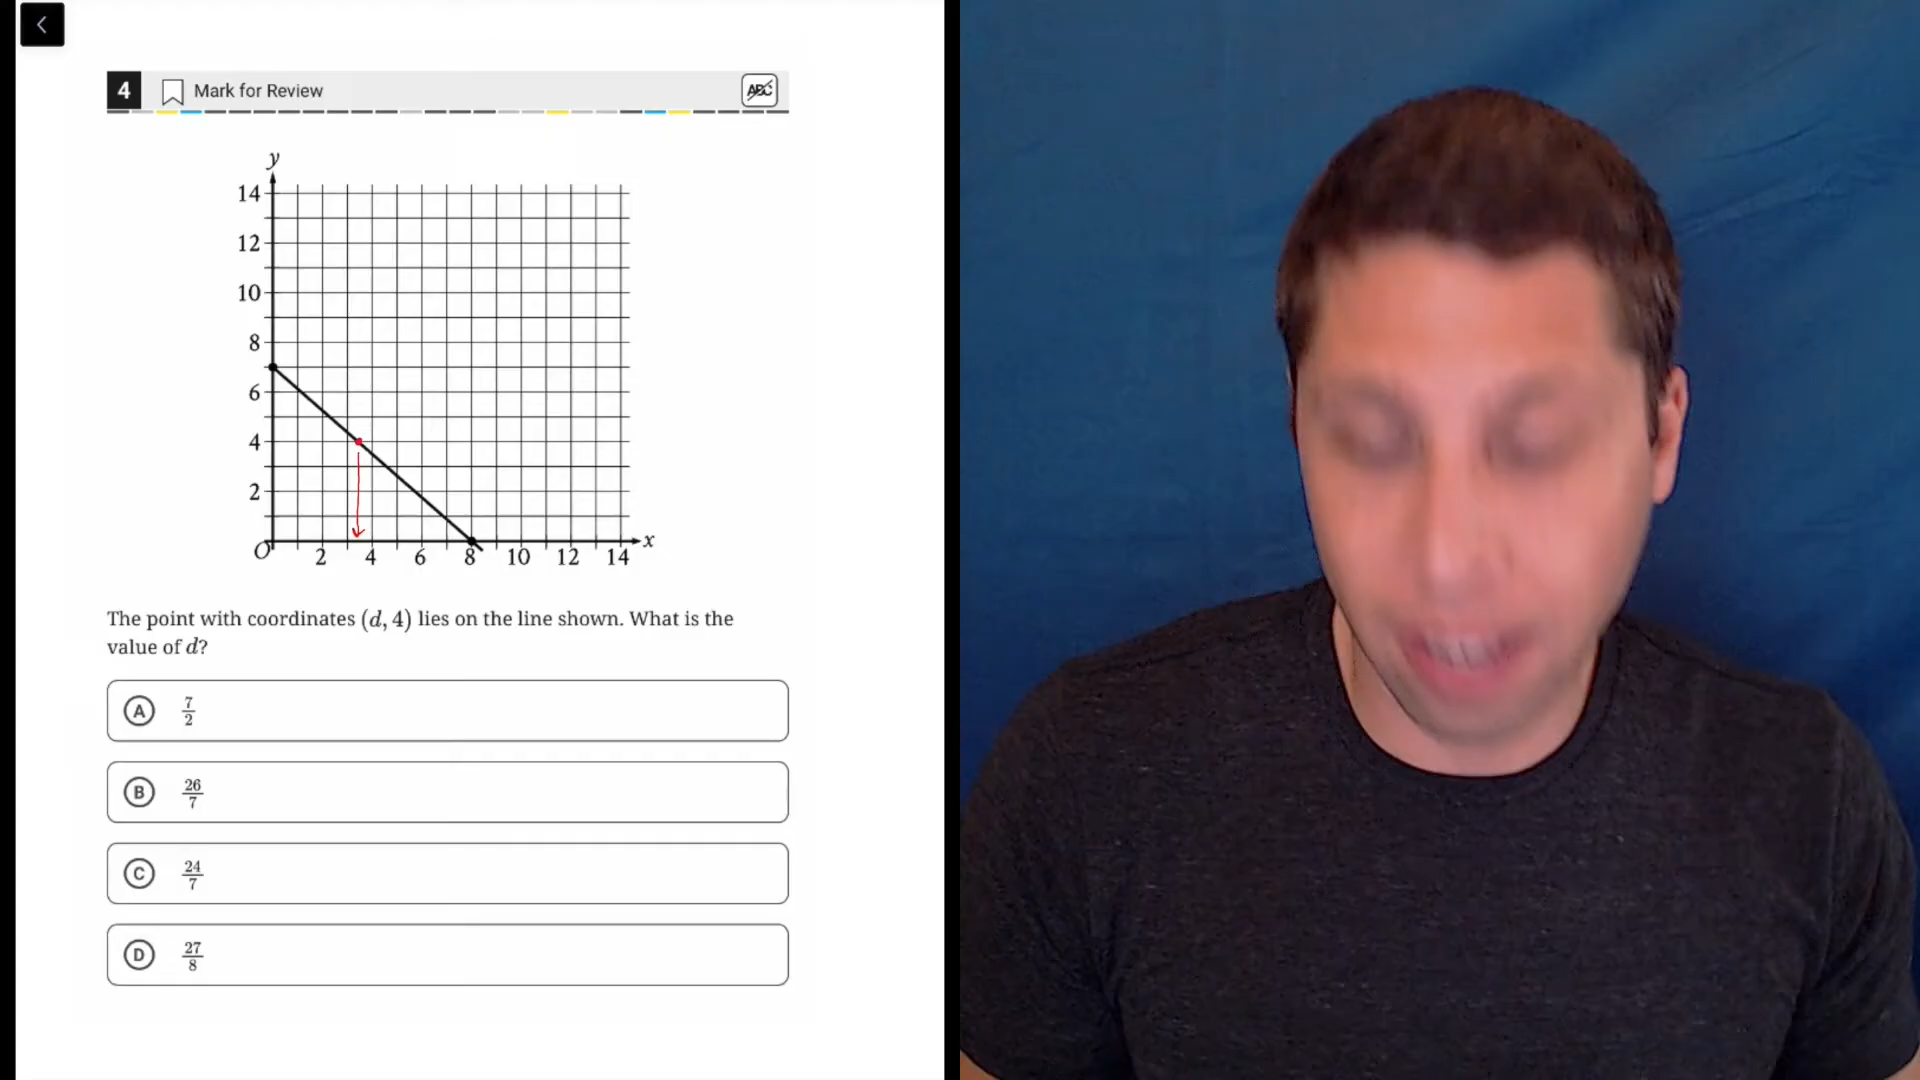 4 Mark for Review ABC
y
14
12
10
8
6
4
2
O 2 4 6 8 10 12 14 x
The point with coordinates (d, 4) lies on the line shown. What is the
value of d?
A 7/2
B 26/7
C 24/7
D 27/8